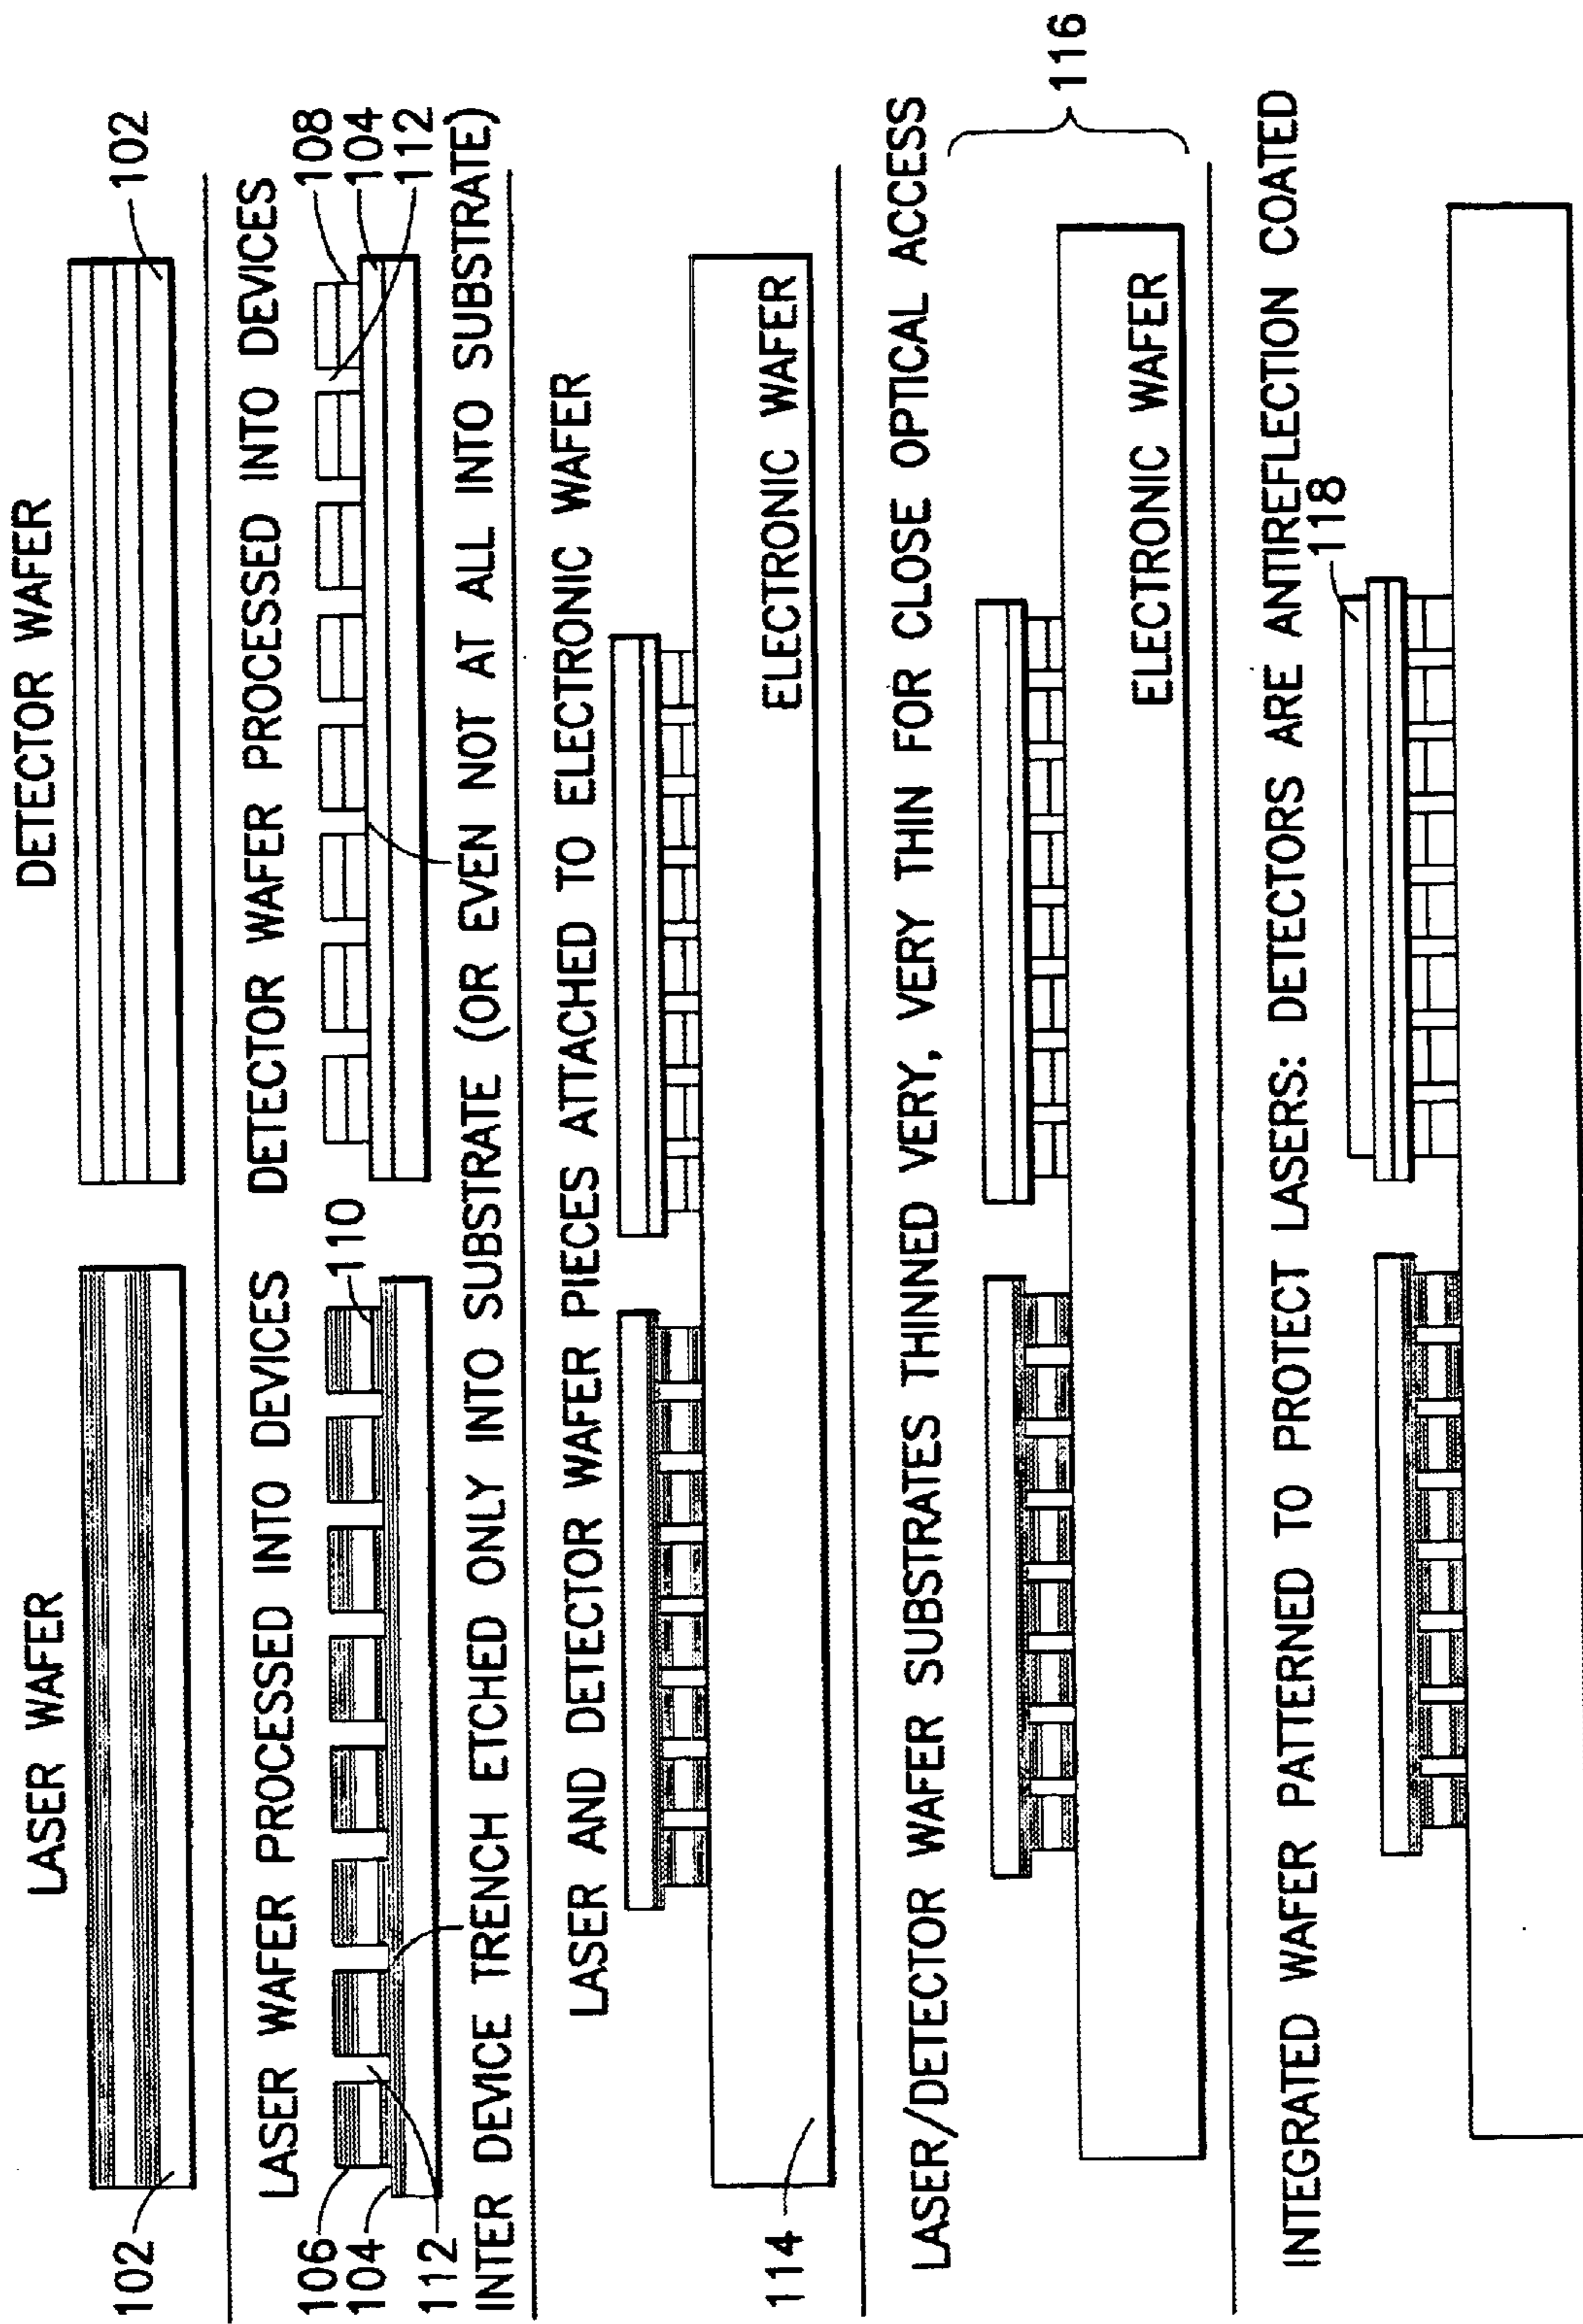 LASER WAFER
DETECTOR WAFER
102
102
LASER WAFER PROCESSED INTO DEVICES
DETECTOR WAFER PROCESSED INTO DEVICES
106
104
112
110
108
104
112
INTER DEVICE TRENCH ETCHED ONLY INTO SUBSTRATE (OR EVEN NOT AT ALL INTO SUBSTRATE)
LASER AND DETECTOR WAFER PIECES ATTACHED TO ELECTRONIC WAFER
114
ELECTRONIC WAFER
LASER/DETECTOR WAFER SUBSTRATES THINNED VERY, VERY THIN FOR CLOSE OPTICAL ACCESS
ELECTRONIC WAFER
116
INTEGRATED WAFER PATTERNED TO PROTECT LASERS: DETECTORS ARE ANTIREFLECTION COATED
118